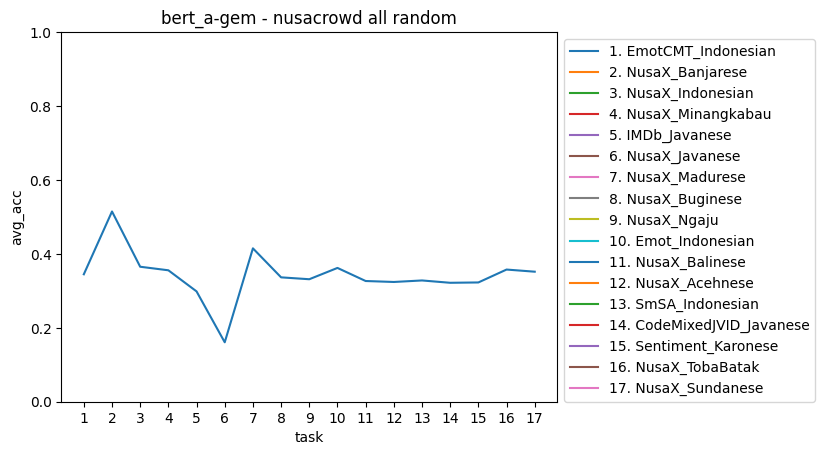 bert_a-gem - nusacrowd all random
avg_acc
1.0
0.8
0.6
0.4
0.2
0.0
1 2 3 4 5 6 7 8 9 10 11 12 13 14 15 16 17
task
1. EmotCMT_Indonesian
2. NusaX_Banjarese
3. NusaX_Indonesian
4. NusaX_Minangkabau
5. IMDb_Javanese
6. NusaX_Javanese
7. NusaX_Madurese
8. NusaX_Buginese
9. NusaX_Ngaju
10. Emot_Indonesian
11. NusaX_Balinese
12. NusaX_Acehnese
13. SmSA_Indonesian
14. CodeMixedJVID_Javanese
15. Sentiment_Karonese
16. NusaX_TobaBatak
17. NusaX_Sundanese